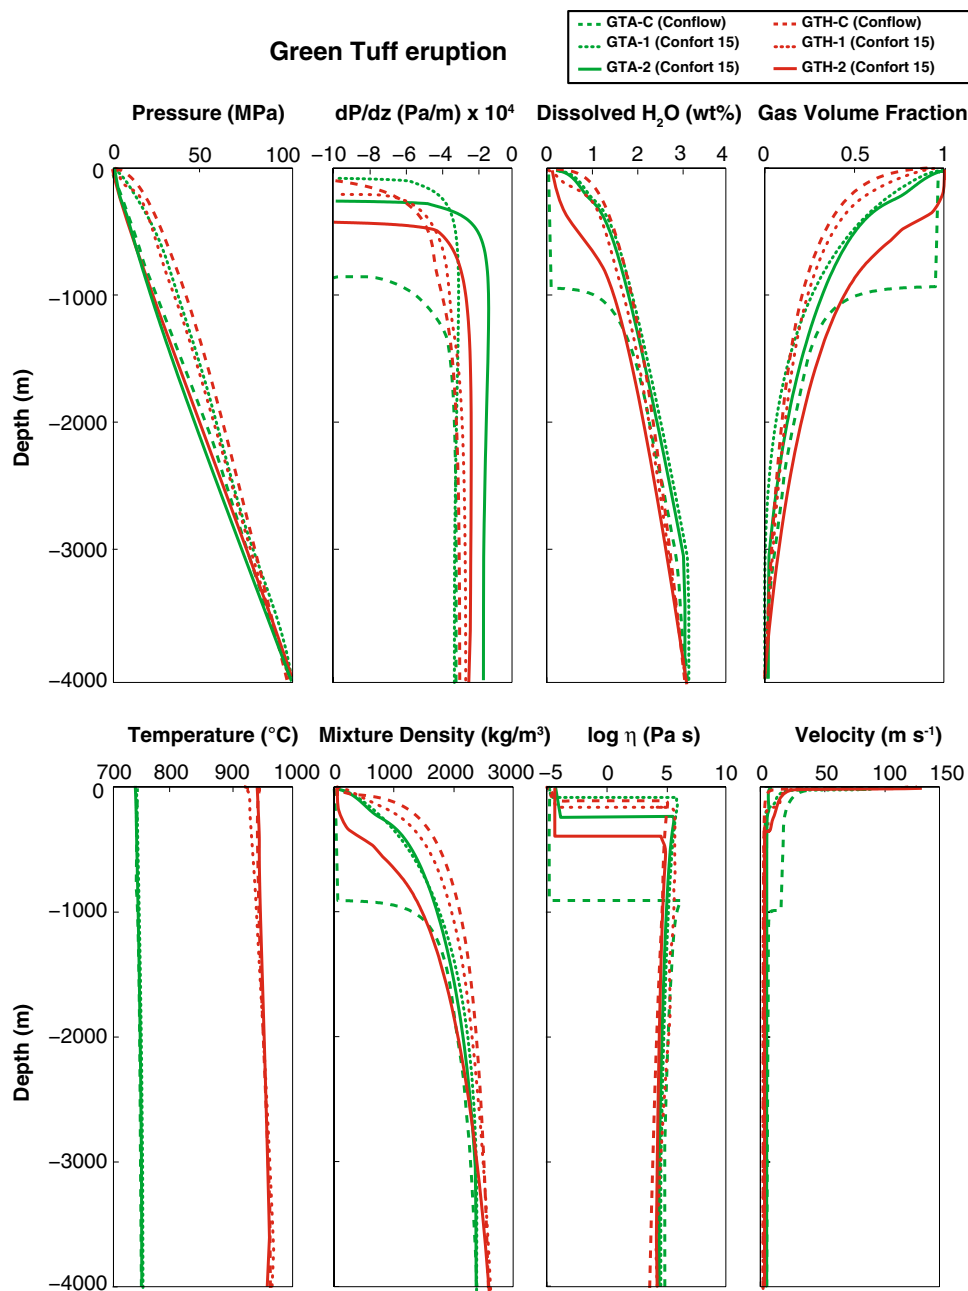 GTA-C (Conflow) GTH-C (Conflow)
GTA-1 (Confort 15) GTH-1 (Confort 15)
GTA-2 (Confort 15) GTH-2 (Confort 15)
Green Tuff eruption
Pressure (MPa) dP/dz (Pa/m) x 10⁴ Dissolved H₂O (wt%) Gas Volume Fraction
0 50 100 −10 −8 −6 −4 −2 0 0 1 2 3 4 0 0.5 1
0
−1000
−2000
−3000
−4000
Depth (m)
Temperature (°C) Mixture Density (kg/m³) log η (Pa s) Velocity (m s⁻¹)
700 800 900 1000 0 1000 2000 3000 −5 0 5 10 0 50 100 150
0
−1000
−2000
−3000
−4000
Depth (m)